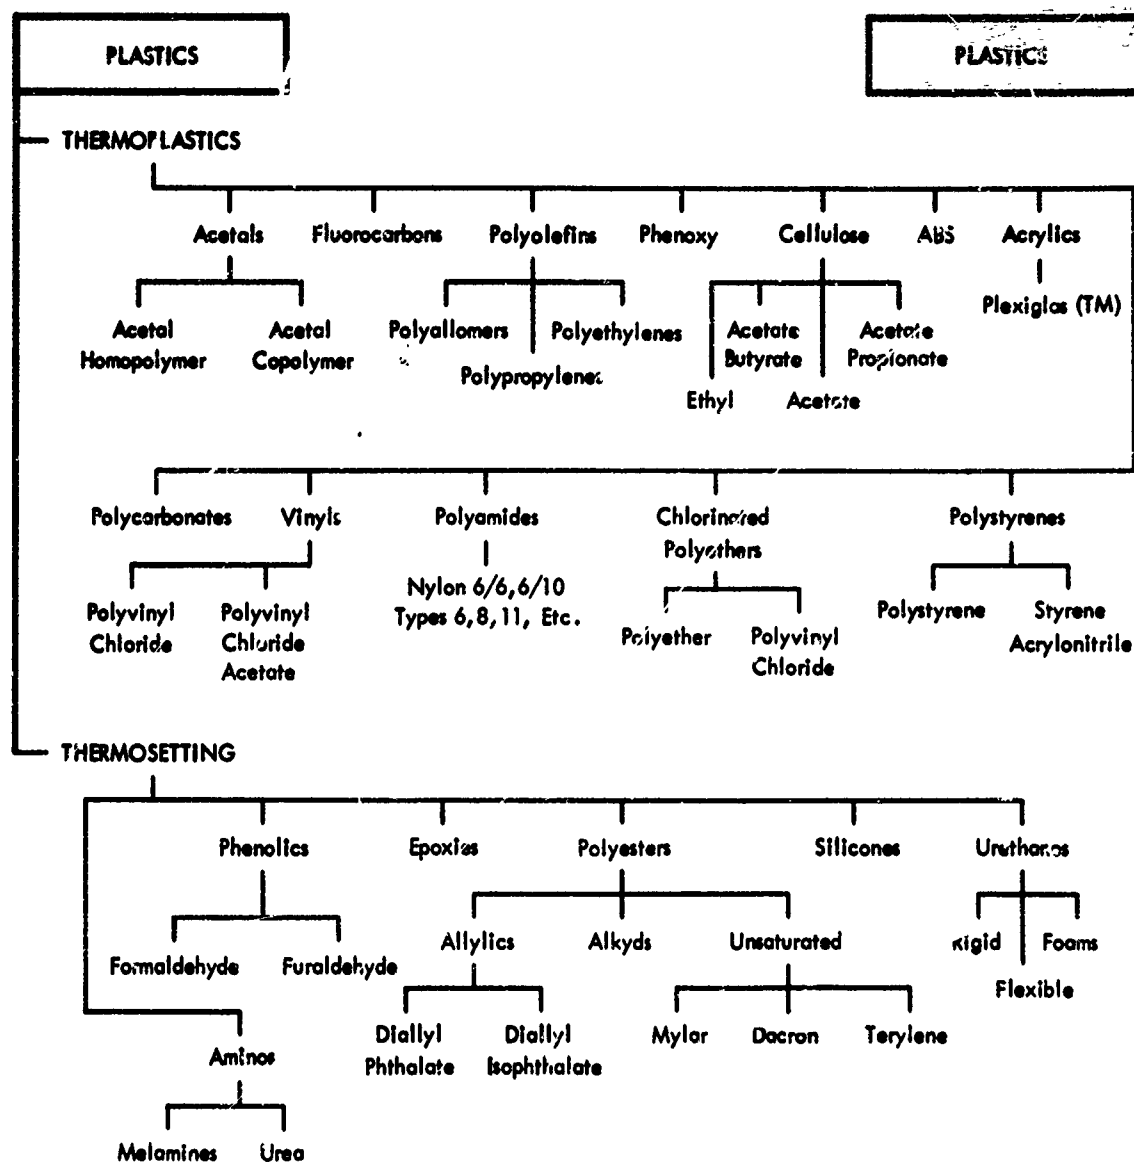 PLASTICS
PLASTICS
THERMOPLASTICS
Acetals Fluorocarbons Polyolefins Phenoxy Cellulose ABS Acrylics
Acetal Homopolymer
Acetal Copolymer
Polyallomers
Polypropylenes
Polyethylenes
Ethyl
Acetate Butyrate
Acetate
Acetate Propionate
Plexiglas (TM)
Polycarbonates Vinyls Polyamides Chlorinated Polyethers Polystyrenes
Polyvinyl Chloride
Polyvinyl Chloride Acetate
Nylon 6/6, 6/10
Types 6, 8, 11, Etc.
Polyether
Polyvinyl Chloride
Polystyrene
Styrene Acrylonitrile
THERMOSETTING
Phenolics Epoxies Polyesters Silicones Urethanes
Formaldehyde Furaldehyde
Allylics Alkyds Unsaturated
Rigid Flexible Foams
Diallyl Phthalate
Diallyl Isophthalate
Mylar Dacron Terylene
Aminos
Melamines Urea